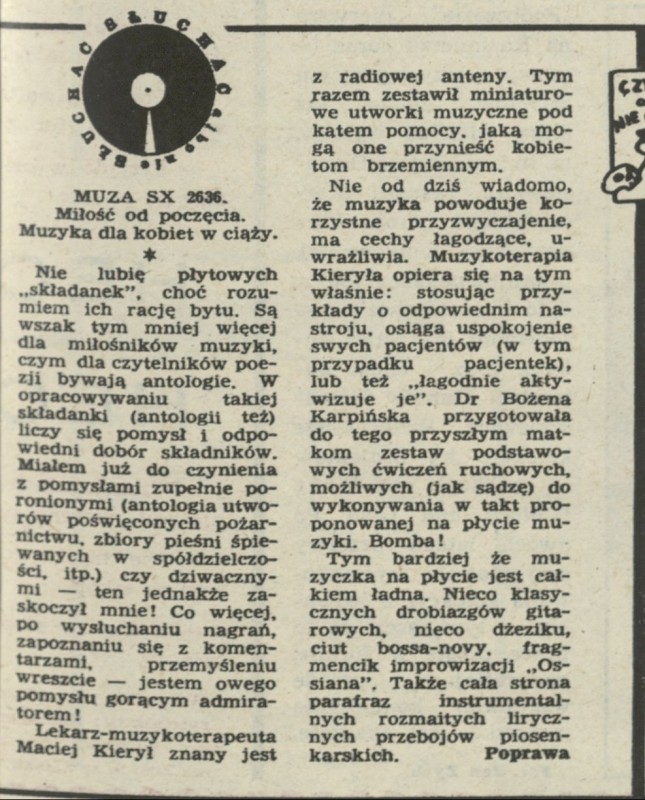 SŁUCHAĆ albo nie SŁUCHAĆ
MUZA SX 2636.
Miłość od poczęcia.
Muzyka dla kobiet w ciąży.
*
Nie lubię płytowych
„składanek”, choć rozu-
miem ich rację bytu. Są
wszak tym mniej więcej
dla miłośników muzyki,
czym dla czytelników poe-
zji bywają antologie. W
opracowywaniu takiej
składanki (antologii też)
liczy się pomysł i odpo-
wiedni dobór składników.
Miałem już do czynienia
z pomysłami zupełnie po-
ronionymi (antologia utwo-
rów poświęconych pożar-
nictwu, zbiory pieśni śpie-
wanych w spółdzielczo-
ści, itp.) czy dziwaczny-
mi — ten jednakże za-
skoczył mnie! Co więcej,
po wysłuchaniu nagrań,
zapoznaniu się z komen-
tarzami, przemyśleniu
wreszcie — jestem owego
pomysłu gorącym admira-
torem!
Lekarz-muzykoterapeuta
Maciej Kierył znany jest
z radiowej anteny. Tym
razem zestawił miniaturo-
we utworki muzyczne pod
kątem pomocy, jaką mo-
gą one przynieść kobie-
tom brzemiennym.
Nie od dziś wiadomo,
że muzyka powoduje ko-
rzystne przyzwyczajenie,
ma cechy łagodzące, u-
wrażliwia. Muzykoterapia
Kieryła opiera się na tym
właśnie: stosując przy-
kłady o odpowiednim na-
stroju, osiąga uspokojenie
swych pacjentów (w tym
przypadku pacjentek),
lub też „łagodnie akty-
wizuje je”. Dr Bożena
Karpińska przygotowała
do tego przyszłym mat-
kom zestaw podstawo-
wych ćwiczeń ruchowych,
możliwych (jak sądzę) do
wykonywania w takt pro-
ponowanej na płycie mu-
zyki. Bomba!
Tym bardziej że mu-
zyczka na płycie jest cał-
kiem ładna. Nieco klasy-
cznych drobiazgów gita-
rowych, nieco dżeziku,
ciut bossa-novy, frag-
mencik improwizacji „Os-
siana”. Także cała strona
parafraz instrumental-
nych rozmaitych lirycz-
nych przebojów piosen-
karskich. Poprawa